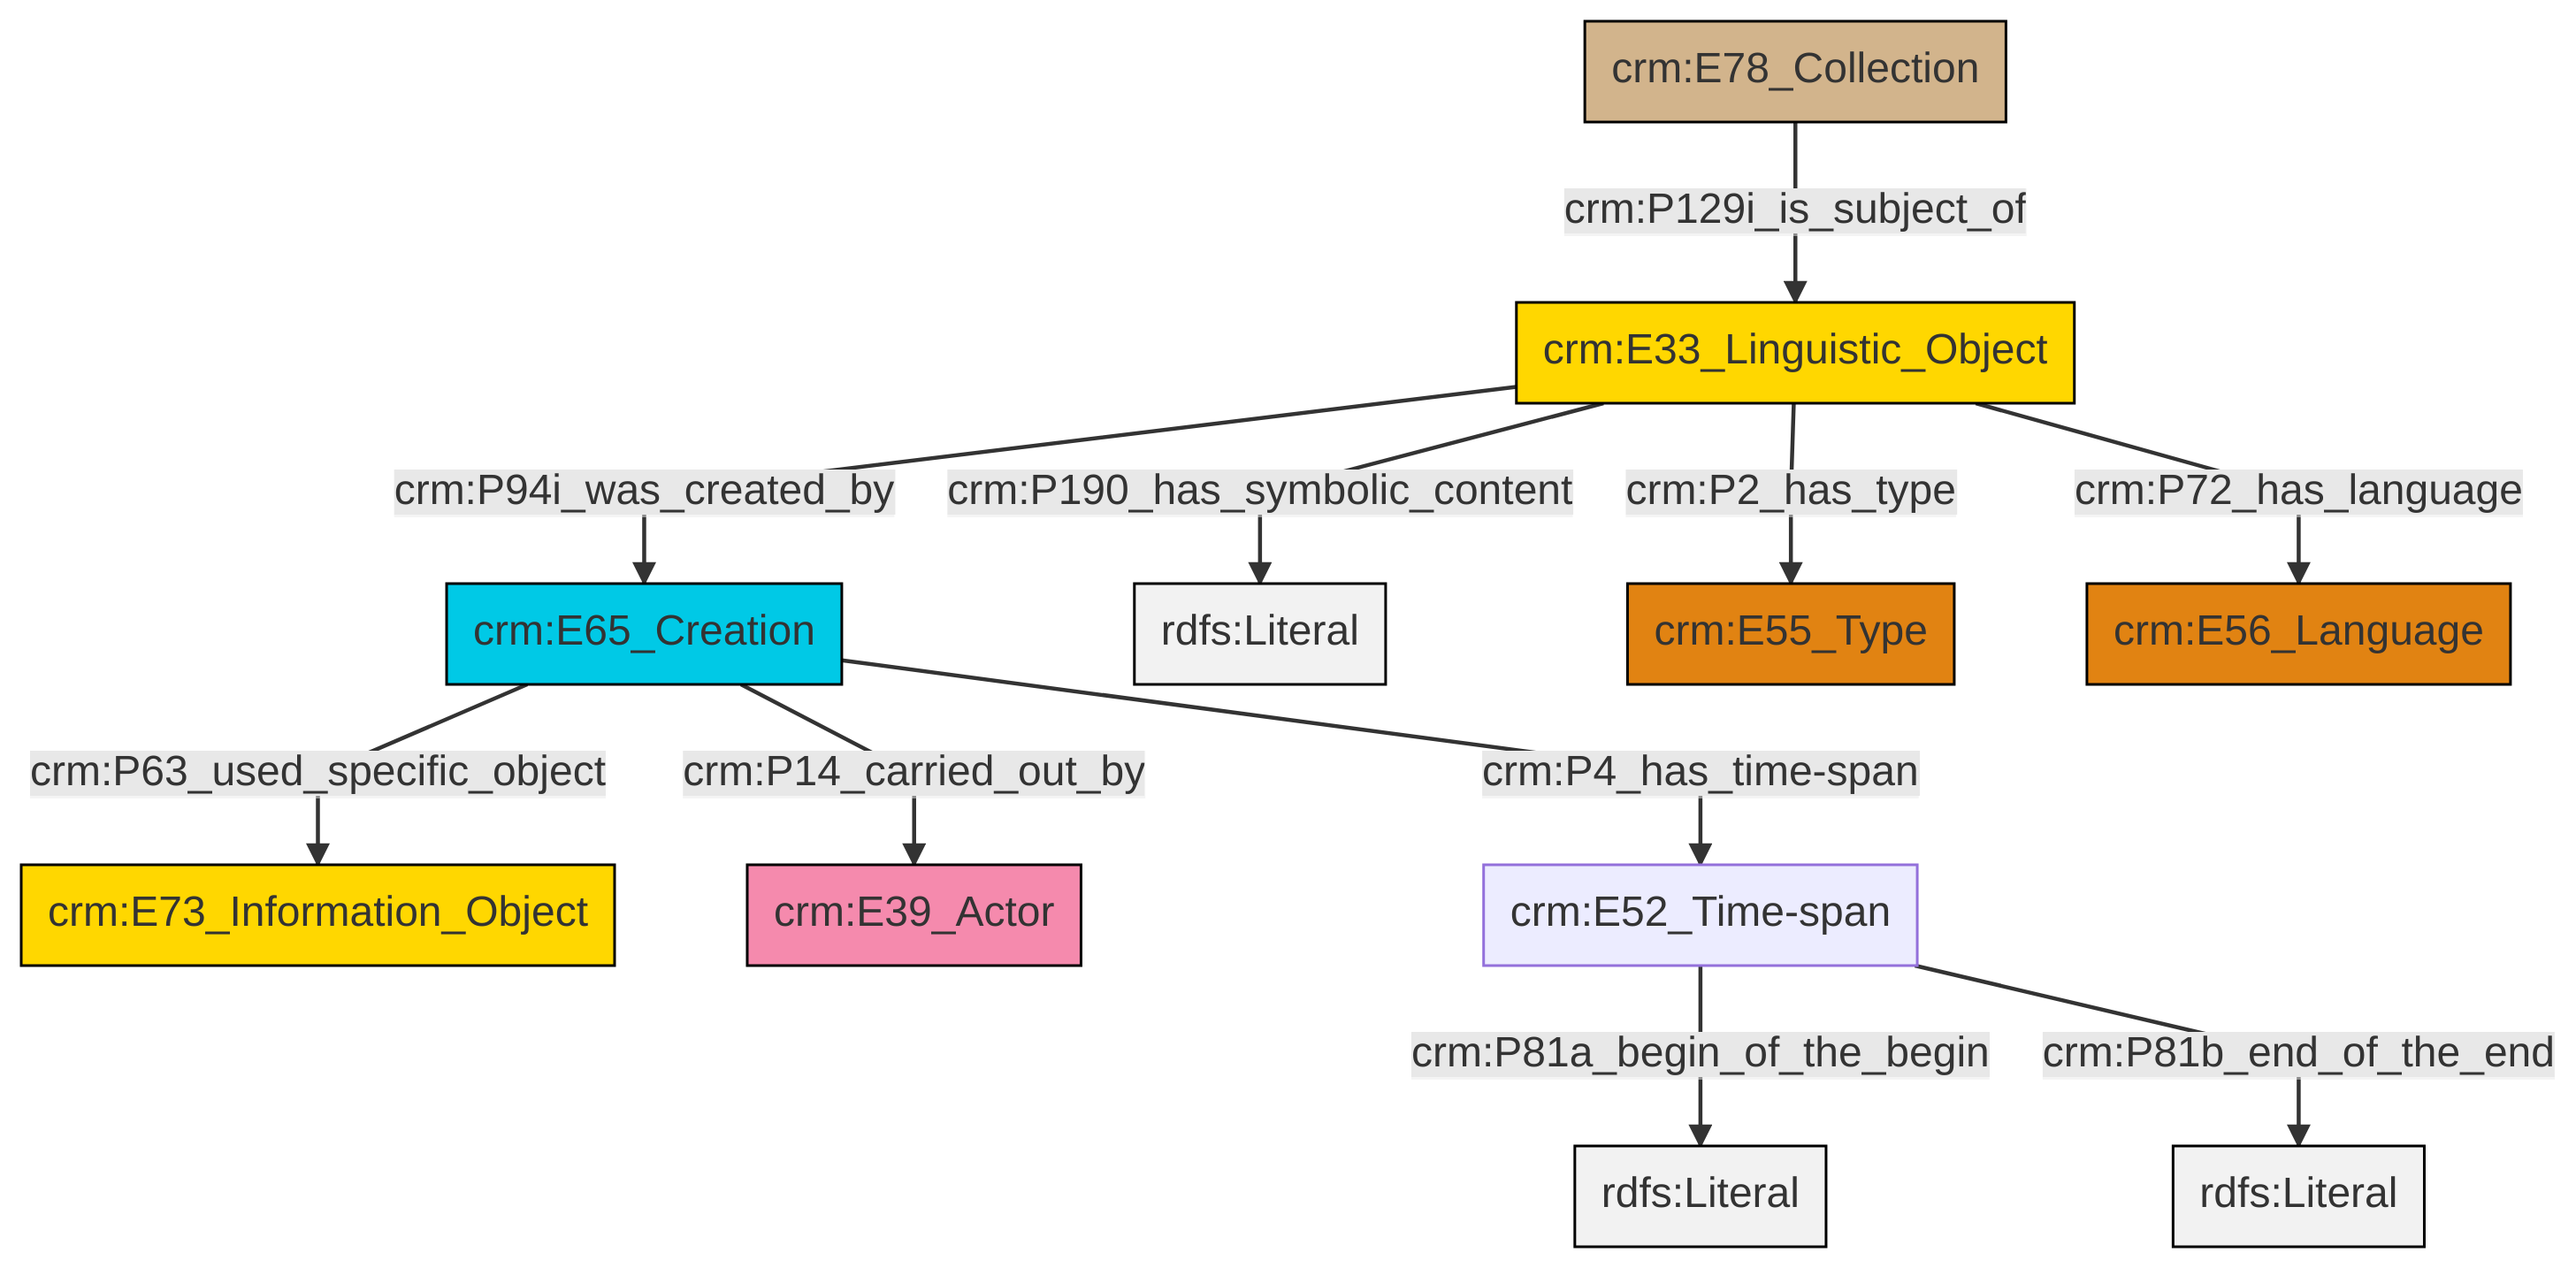 crm:E78_Collection
crm:P129i_is_subject_of
crm:E33_Linguistic_Object
crm:P94i_was_created_by
crm:P190_has_symbolic_content
crm:P2_has_type
crm:P72_has_language
crm:E65_Creation
rdfs:Literal
crm:E55_Type
crm:E56_Language
crm:P63_used_specific_object
crm:P14_carried_out_by
crm:P4_has_time-span
crm:E73_Information_Object
crm:E39_Actor
crm:E52_Time-span
crm:P81a_begin_of_the_begin
crm:P81b_end_of_the_end
rdfs:Literal
rdfs:Literal